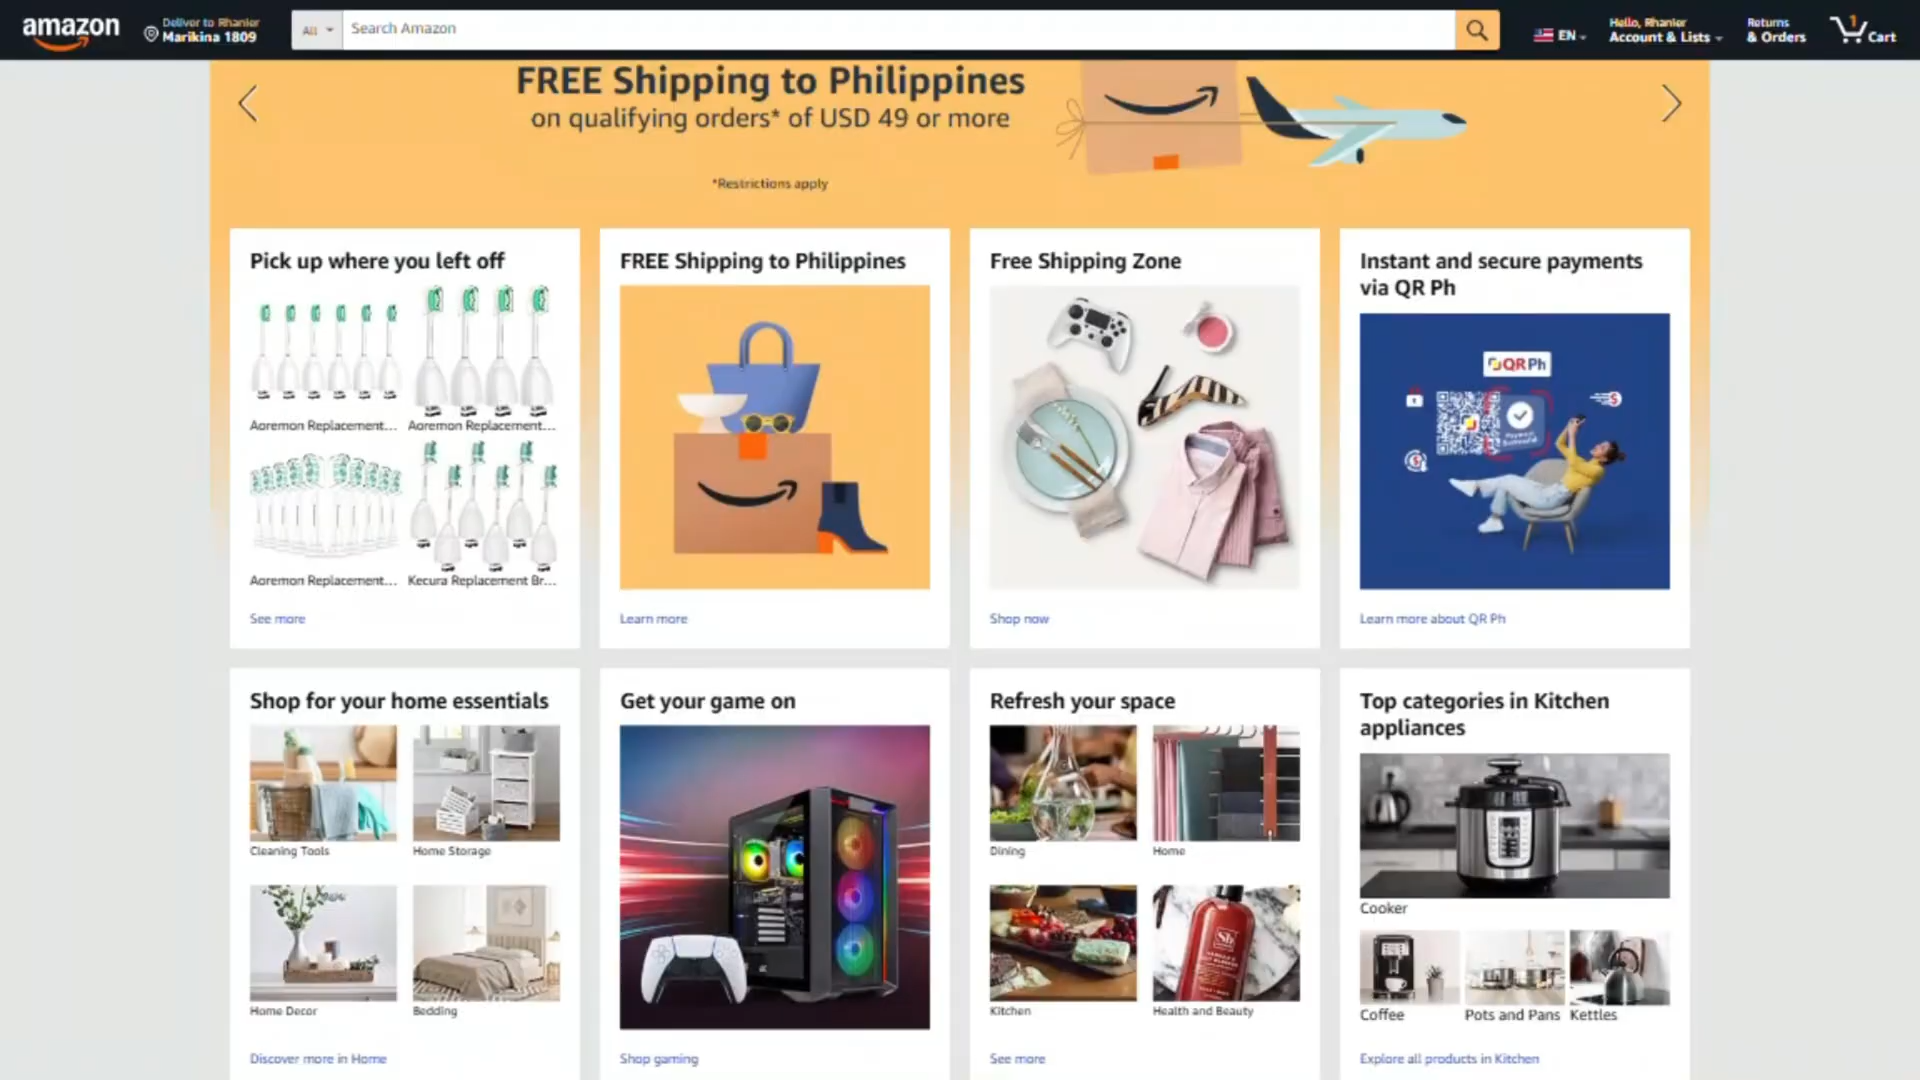 amazon
Deliver to Rhanier
Marikina 1809
All
Search Amazon
EN
Hello, Rhanier
Account & Lists
Returns
& Orders
1
Cart
FREE Shipping to Philippines
on qualifying orders* of USD 49 or more
*Restrictions apply
Pick up where you left off
Aoremon Replacement...
Aoremon Replacement...
Aoremon Replacement...
Kecura Replacement Br...
See more
FREE Shipping to Philippines
Learn more
Free Shipping Zone
Shop now
Instant and secure payments
via QR Ph
QR Ph
Payment
Successful
Learn more about QR Ph
Shop for your home essentials
Cleaning Tools
Home Storage
Home Decor
Bedding
Discover more in Home
Get your game on
Shop gaming
Refresh your space
Dining
Home
Kitchen
Health and Beauty
See more
Top categories in Kitchen
appliances
Cooker
Coffee
Pots and Pans
Kettles
Explore all products in Kitchen